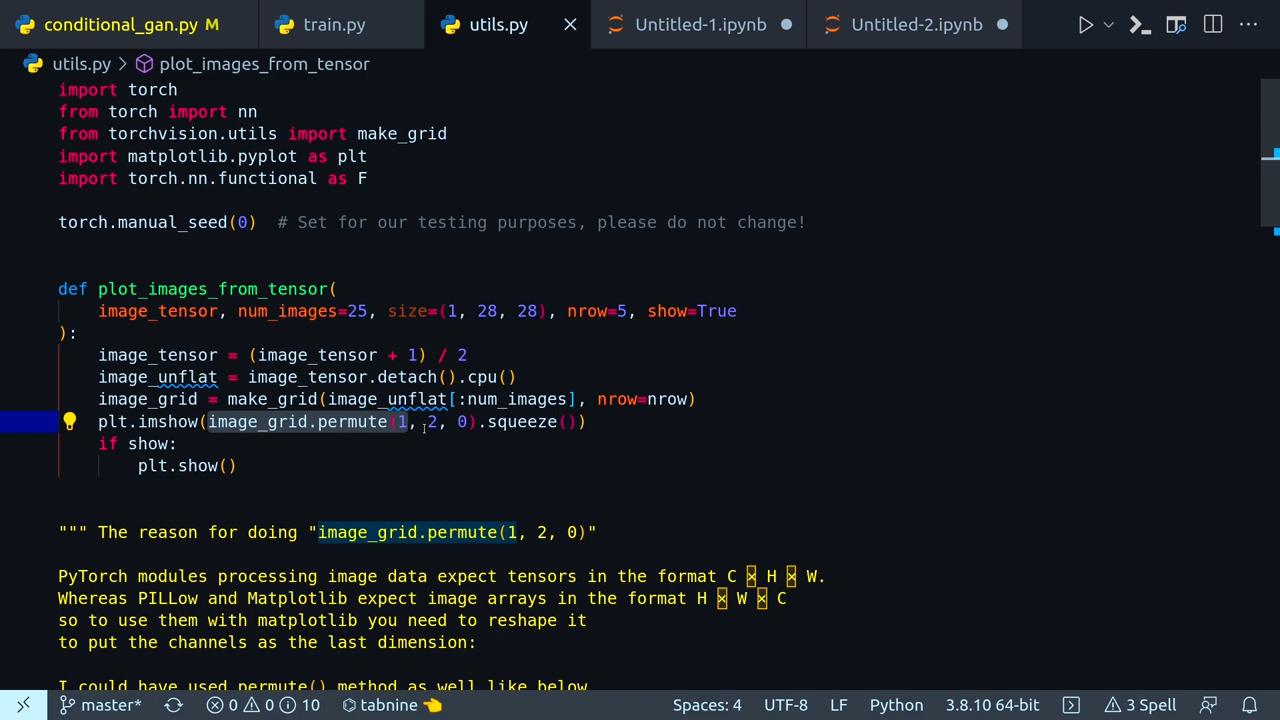 conditional_gan.py M train.py utils.py Untitled-1.ipynb Untitled-2.ipynb
utils.py > plot_images_from_tensor
import torch
from torch import nn
from torchvision.utils import make_grid
import matplotlib.pyplot as plt
import torch.nn.functional as F
torch.manual_seed(0)  # Set for our testing purposes, please do not change!
def plot_images_from_tensor(
    image_tensor, num_images=25, size=(1, 28, 28), nrow=5, show=True
):
    image_tensor = (image_tensor + 1) / 2
    image_unflat = image_tensor.detach().cpu()
    image_grid = make_grid(image_unflat[:num_images], nrow=nrow)
    plt.imshow(image_grid.permute(1, 2, 0).squeeze())
    if show:
        plt.show()
""" The reason for doing "image_grid.permute(1, 2, 0)"
PyTorch modules processing image data expect tensors in the format C × H × W.
Whereas PILLow and Matplotlib expect image arrays in the format H × W × C
so to use them with matplotlib you need to reshape it
to put the channels as the last dimension:
I could have used permute() method as well like below
master* 0 0 10 tabnine 👈 Spaces: 4 UTF-8 LF Python 3.8.10 64-bit 3 Spell